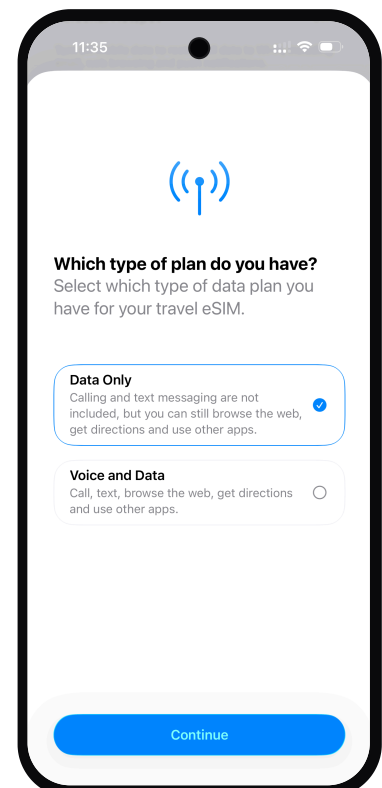 11:35
Which type of plan do you have?
Select which type of data plan you
have for your travel eSIM.
Data Only
Calling and text messaging are not
included, but you can still browse the web,
get directions and use other apps.
Voice and Data
Call, text, browse the web, get directions
and use other apps.
Continue